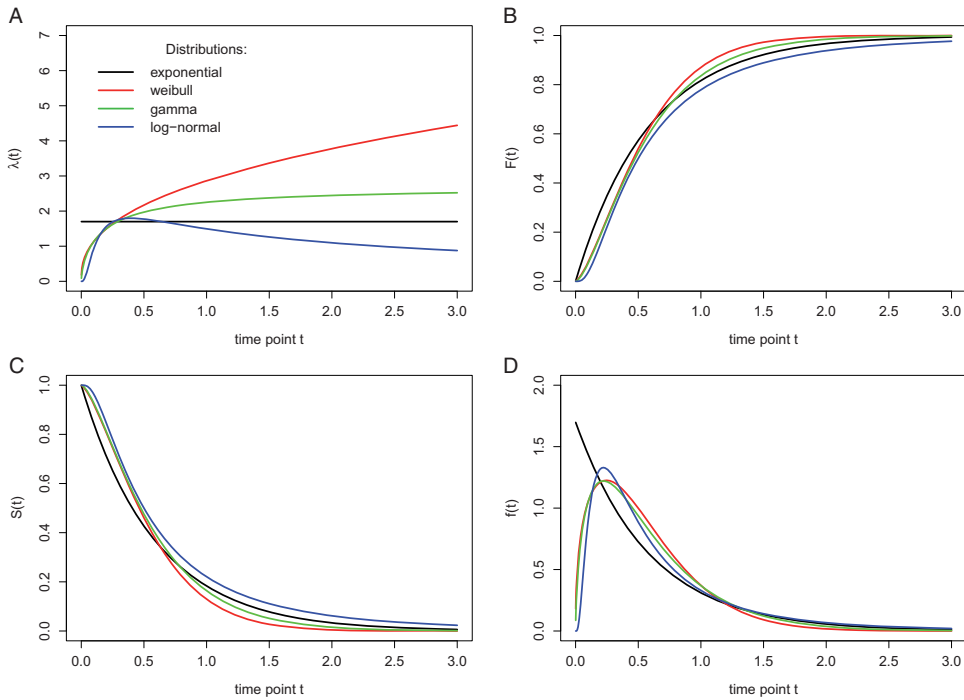 A
λ(t)
7
6
5
4
3
2
1
0
Distributions:
exponential
weibull
gamma
log−normal
0.0 0.5 1.0 1.5 2.0 2.5 3.0
time point t
B
F(t)
1.0
0.8
0.6
0.4
0.2
0.0
0.0 0.5 1.0 1.5 2.0 2.5 3.0
time point t
C
S(t)
1.0
0.8
0.6
0.4
0.2
0.0
0.0 0.5 1.0 1.5 2.0 2.5 3.0
time point t
D
f(t)
2.0
1.5
1.0
0.5
0.0
0.0 0.5 1.0 1.5 2.0 2.5 3.0
time point t